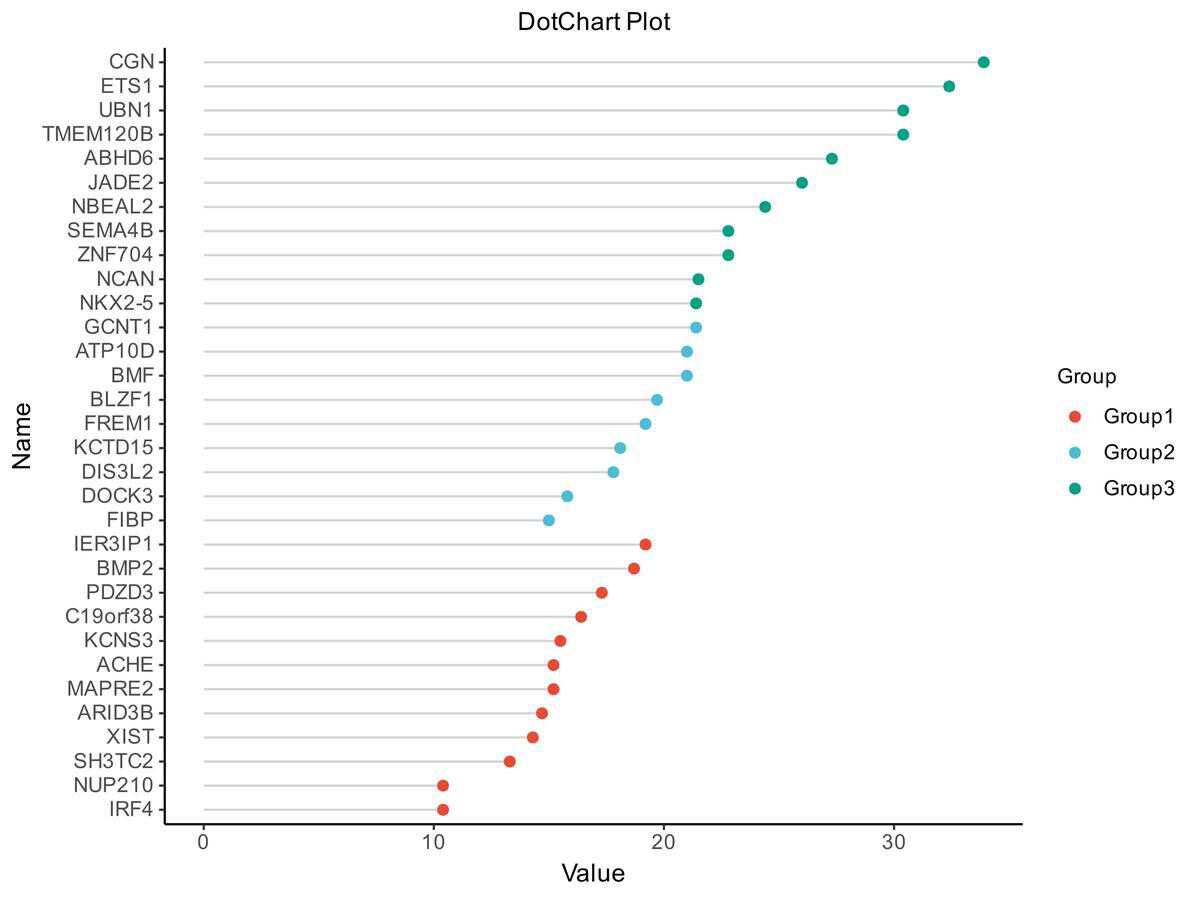 DotChart Plot
CGN
ETS1
UBN1
TMEM120B
ABHD6
JADE2
NBEAL2
SEMA4B
ZNF704
NCAN
NKX2-5
GCNT1
ATP10D
BMF
BLZF1
FREM1
KCTD15
DIS3L2
DOCK3
FIBP
IER3IP1
BMP2
PDZD3
C19orf38
KCNS3
ACHE
MAPRE2
ARID3B
XIST
SH3TC2
NUP210
IRF4
Name
0 10 20 30
Value
Group
Group1
Group2
Group3